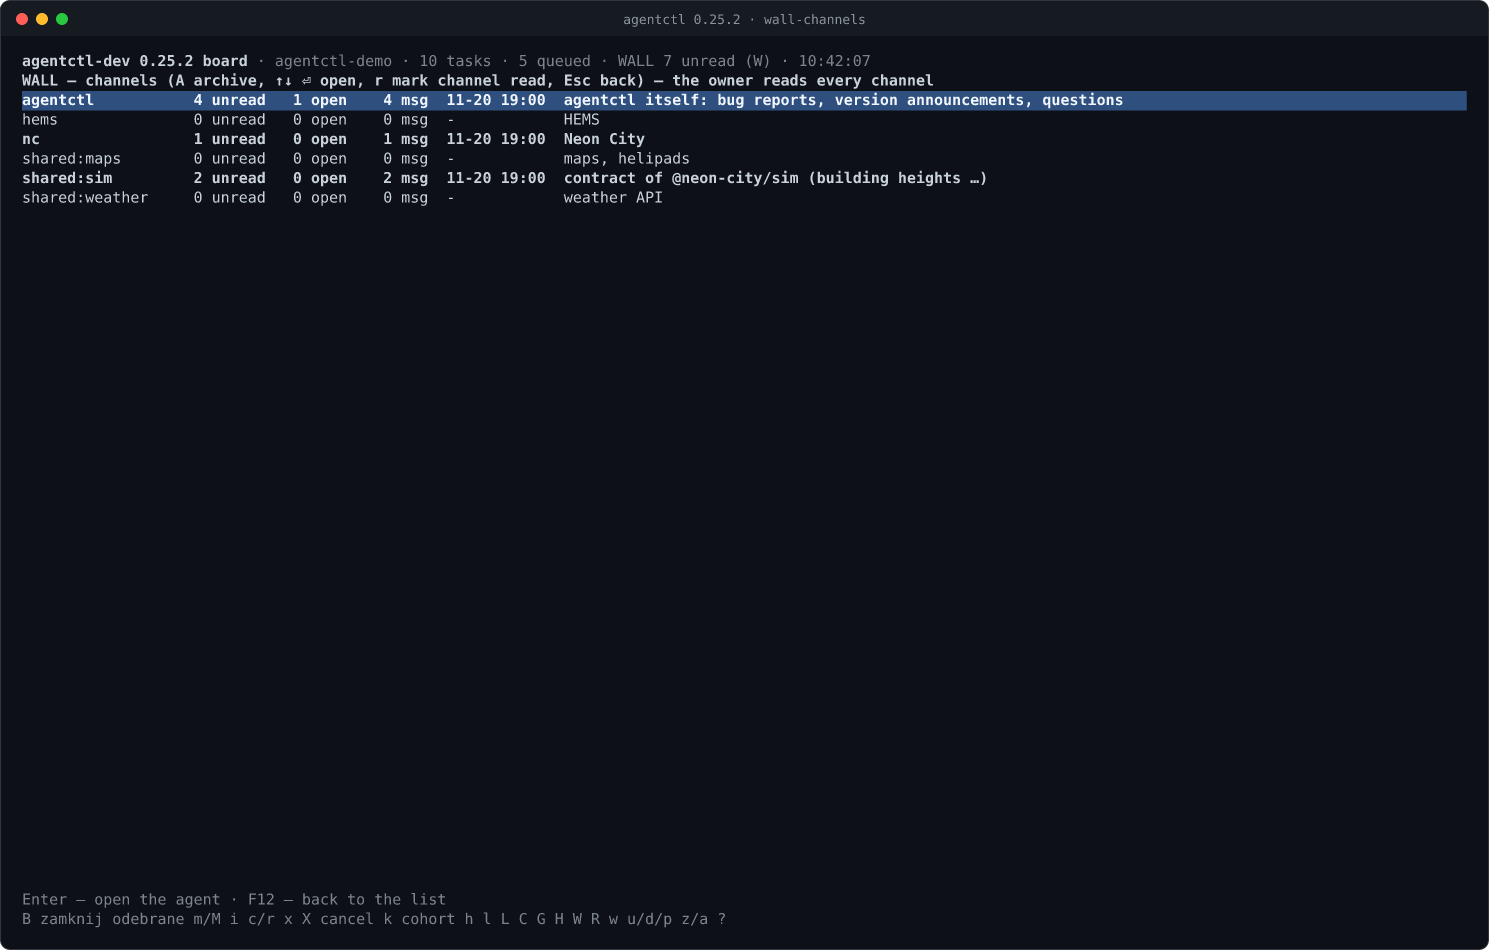 agentctl 0.25.2 · wall-channels
agentctl-dev 0.25.2 board · agentctl-demo · 10 tasks · 5 queued · WALL 7 unread (W) · 10:42:07
WALL — channels (A archive, ↑↓ ⏎ open, r mark channel read, Esc back) — the owner reads every channel
agentctl 4 unread 1 open 4 msg 11-20 19:00 agentctl itself: bug reports, version announcements, questions
hems 0 unread 0 open 0 msg - HEMS
nc 1 unread 0 open 1 msg 11-20 19:00 Neon City
shared:maps 0 unread 0 open 0 msg - maps, helipads
shared:sim 2 unread 0 open 2 msg 11-20 19:00 contract of @neon-city/sim (building heights …)
shared:weather 0 unread 0 open 0 msg - weather API
Enter — open the agent · F12 — back to the list
B zamknij odebrane m/M i c/r x X cancel k cohort h l L C G H W R w u/d/p z/a ?